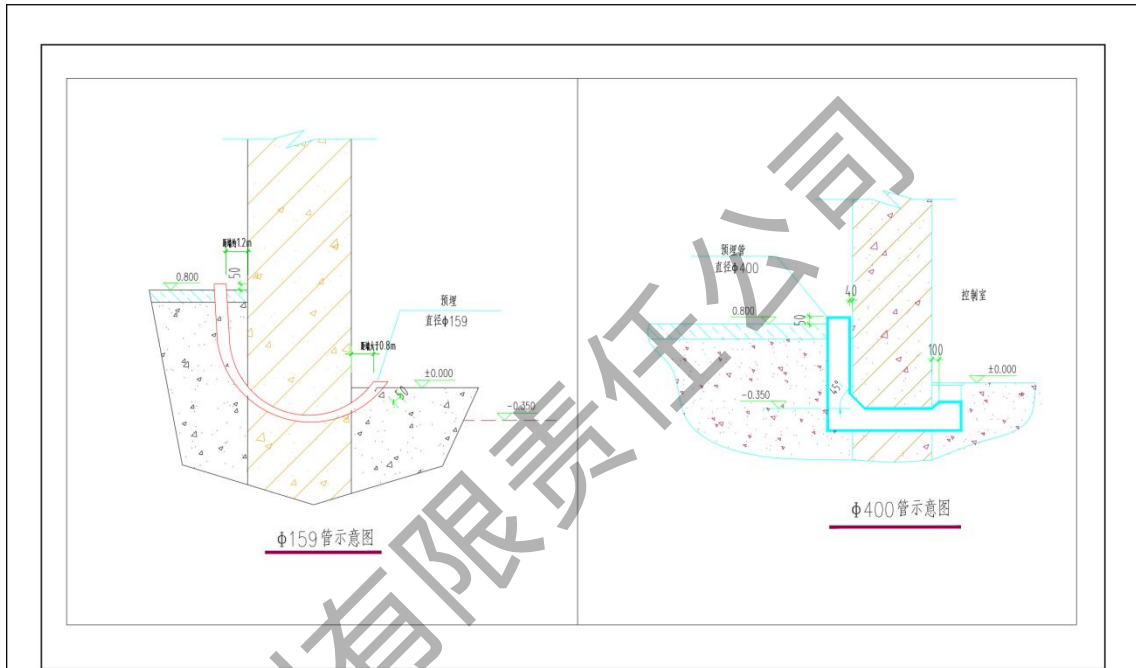 距墙约1.2m
50
0.800
预埋
直径ϕ159
距墙大于0.8m
±0.000
50
-0.350
ϕ159管示意图
预埋管
直径ϕ400
40
控制室
0.800
50
100
±0.000
-0.350
45°
ϕ400管示意图
有限责任公司